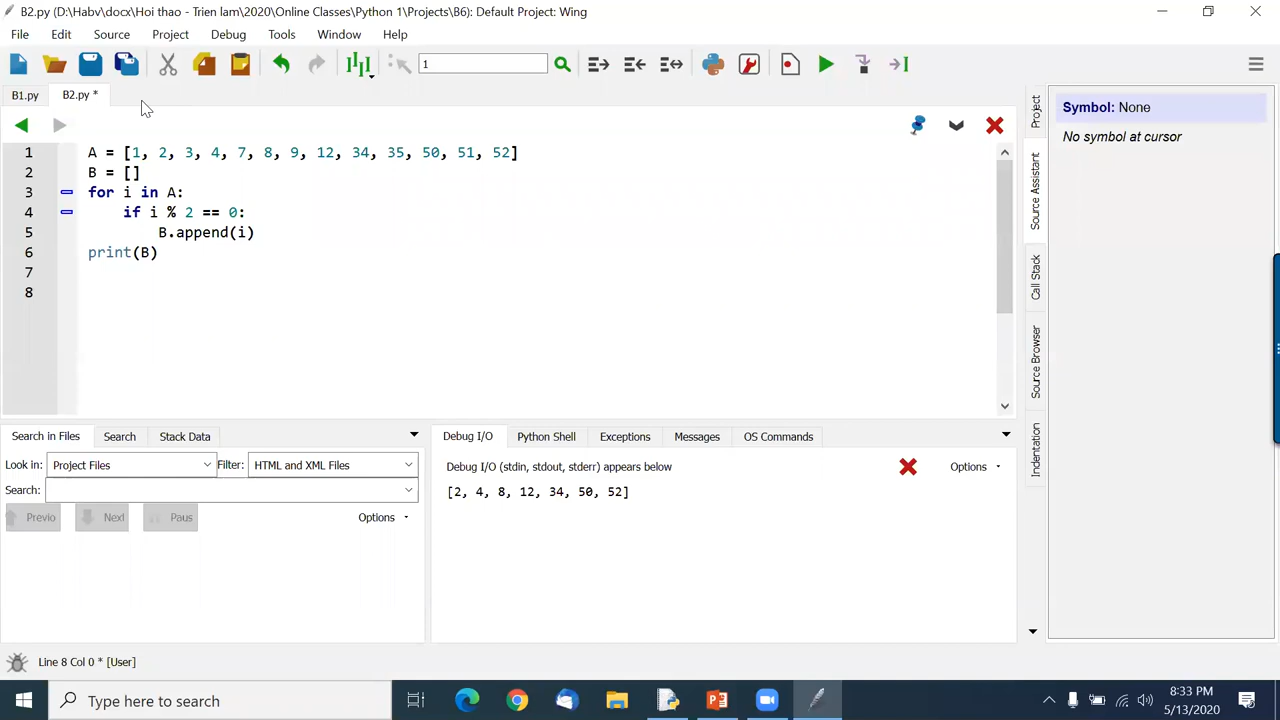 B2.py (D:\Habv\docx\Hoi thao - Trien lam\2020\Online Classes\Python 1\Projects\B6): Default Project: Wing
File Edit Source Project Debug Tools Window Help
1
B1.py B2.py *
1 A = [1, 2, 3, 4, 7, 8, 9, 12, 34, 35, 50, 51, 52]
2 B = []
3 for i in A:
4 if i % 2 == 0:
5 B.append(i)
6 print(B)
7
8
Project
Source Assistant
Call Stack
Source Browser
Indentation
Symbol: None
No symbol at cursor
Search in Files Search Stack Data
Look in: Project Files Filter: HTML and XML Files
Search:
Previo Next Paus Options
Debug I/O Python Shell Exceptions Messages OS Commands
Debug I/O (stdin, stdout, stderr) appears below Options
[2, 4, 8, 12, 34, 50, 52]
Line 8 Col 0 * [User]
Type here to search
8:33 PM
5/13/2020